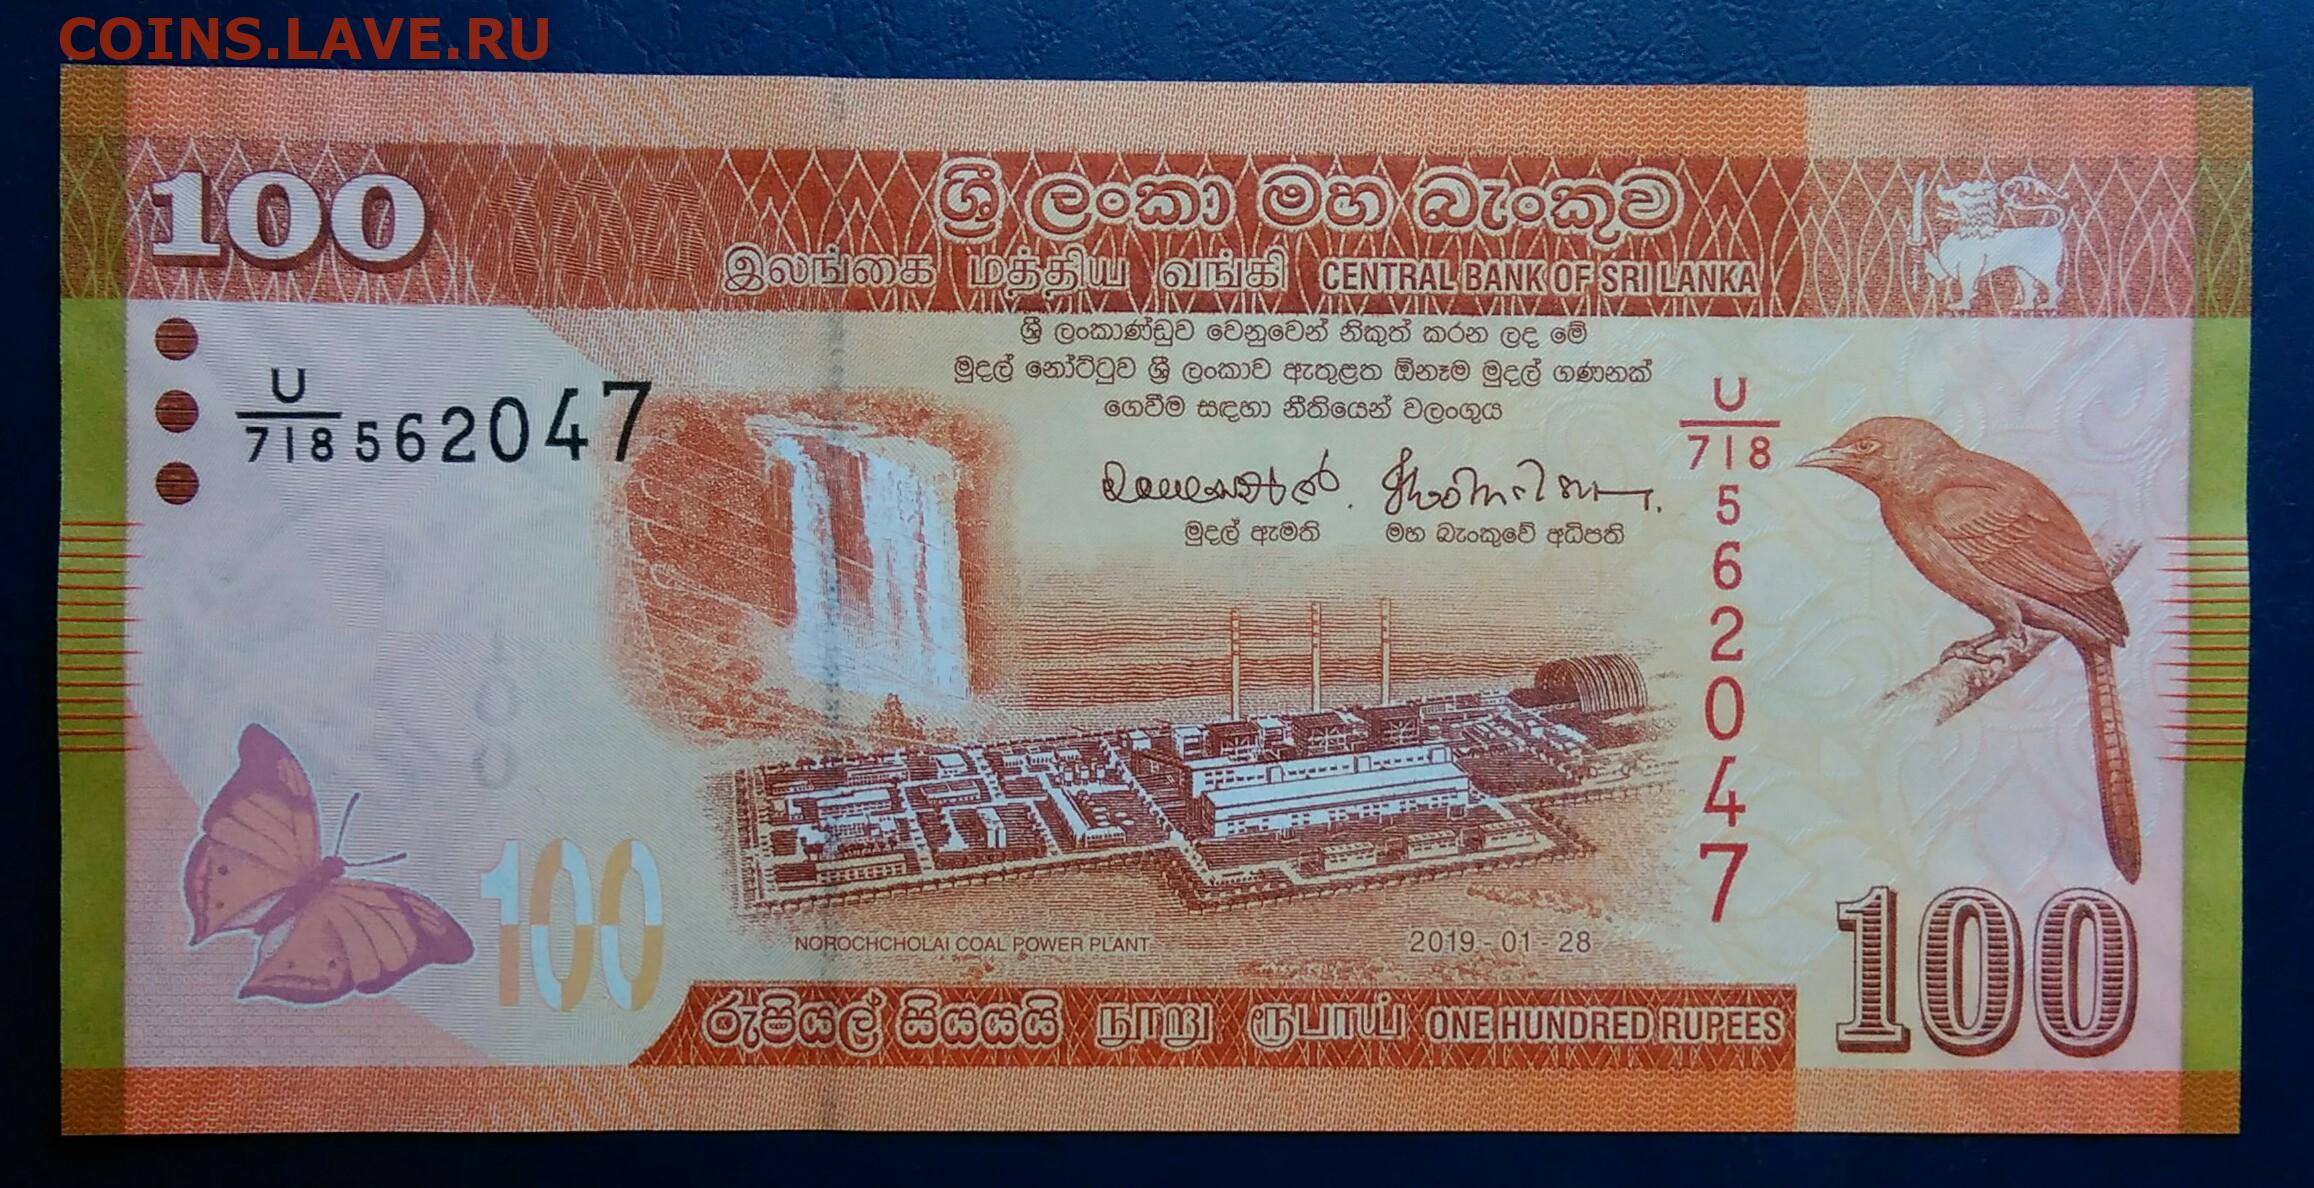 COINS.LAVE.RU
100
ශ්‍රී ලංකා මහ බැංකුව
இலங்கை மத்திய வங்கி CENTRAL BANK OF SRI LANKA
ශ්‍රී ලංකාණ්ඩුව වෙනුවෙන් නිකුත් කරන ලද මේ
මුදල් නෝට්ටුව ශ්‍රී ලංකාව ඇතුළත ඕනෑම මුදල් ගණනක්
ගෙවීම සඳහා නීතියෙන් වලංගුය
U/718 562047
U/718 562047
මුදල් ඇමති මහ බැංකුවේ අධිපති
100
100
NOROCHCHOLAI COAL POWER PLANT 2019-01-28
රුපියල් සියයයි நூறு ரூபாய் ONE HUNDRED RUPEES
100